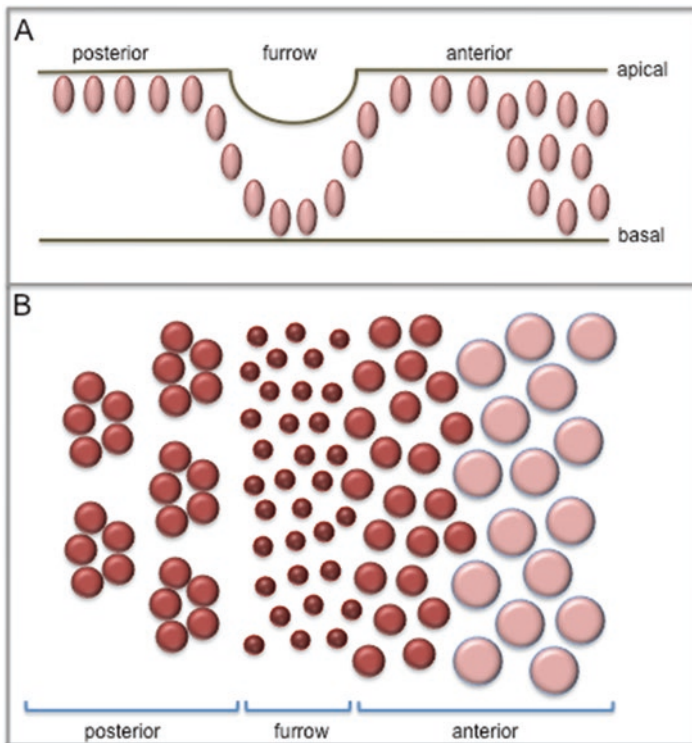 A
posterior furrow anterior
apical
basal
B
posterior furrow anterior